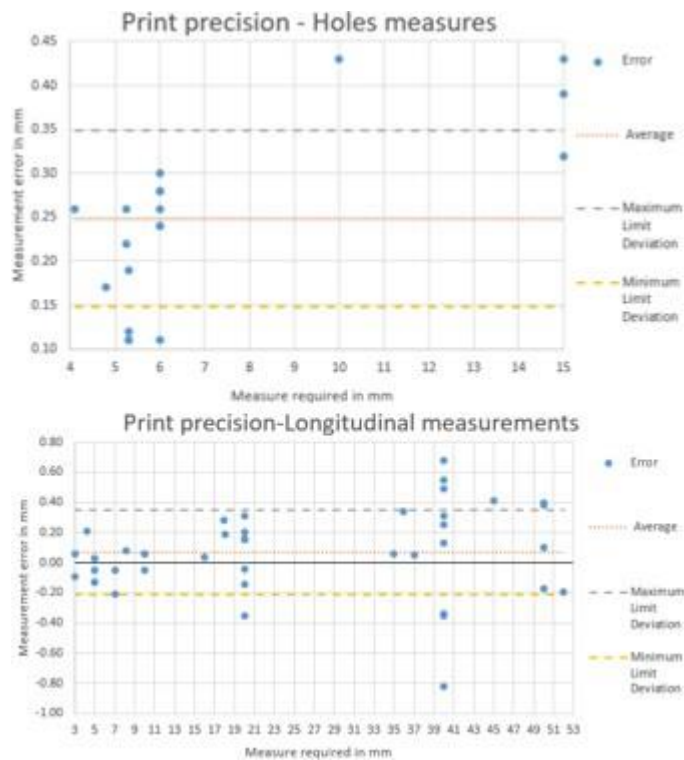 Print precision - Holes measures
0.45
0.40
0.35
0.30
0.25
0.20
0.15
0.10
Measurement error in mm
4 5 6 7 8 9 10 11 12 13 14 15
Measure required in mm
Error
Average
Maximum
Limit
Deviation
Minimum
Limit
Deviation
Print precision-Longitudinal measurements
0.80
0.60
0.40
0.20
0.00
-0.20
-0.40
-0.60
-0.80
-1.00
Measurement error in mm
3 5 7 9 11 13 15 17 19 21 23 25 27 29 31 33 35 37 39 41 43 45 47 49 51 53
Measure required in mm
Error
Average
Maximum
Limit
Deviation
Minimum
Limit
Deviation